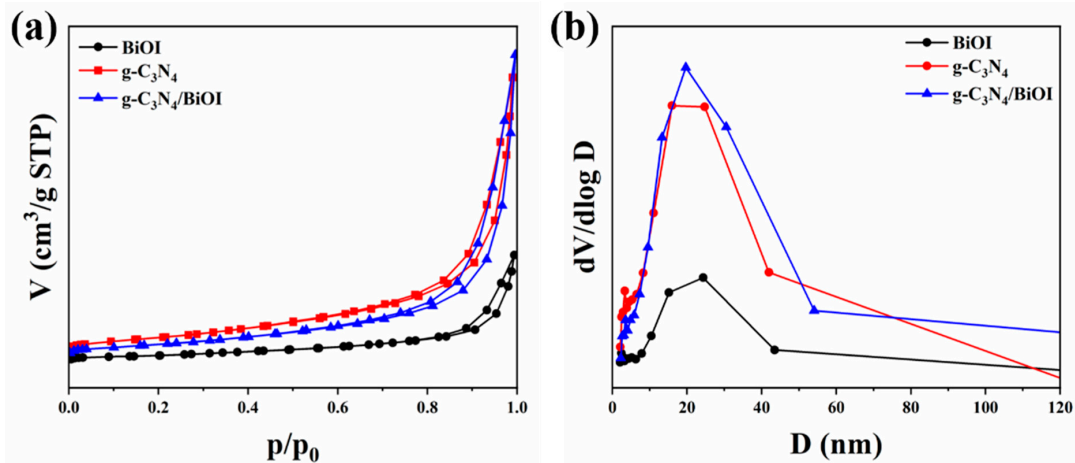 (a)
BiOI
g-C₃N₄
g-C₃N₄/BiOI
V (cm³/g STP)
0.0 0.2 0.4 0.6 0.8 1.0
p/p₀
(b)
BiOI
g-C₃N₄
g-C₃N₄/BiOI
dV/dlog D
0 20 40 60 80 100 120
D (nm)